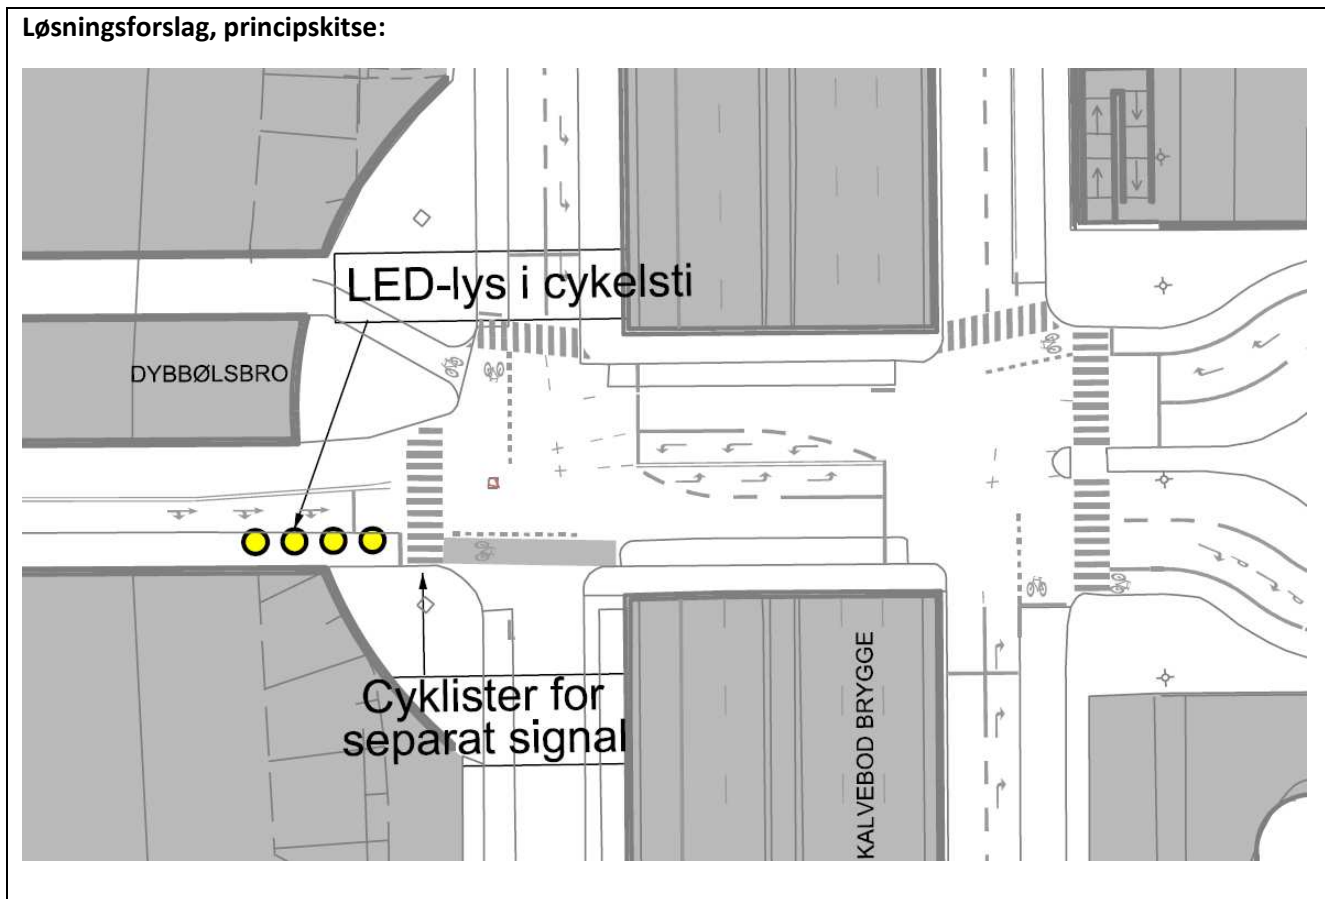 Løsningsforslag, principskitse:
LED-lys i cykelsti
DYBBØLSBRO
Cyklister for
separat signal
KALVEBOD BRYGGE